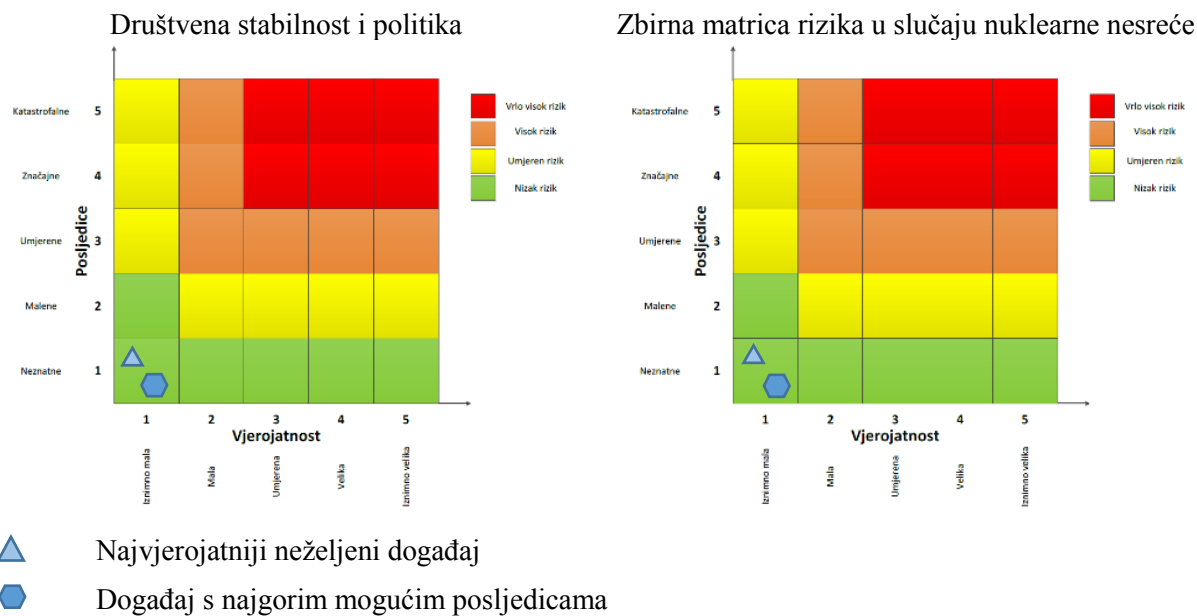 Društvena stabilnost i politika
Katastrofalne 5
Značajne 4
Umjerene 3
Malene 2
Neznatne 1
Posljedice
1 2 3 4 5
Vjerojatnost
Iznimno mala
Mala
Umjerena
Velika
Iznimno velika
Vrlo visok rizik
Visok rizik
Umjeren rizik
Nizak rizik
Zbirna matrica rizika u slučaju nuklearne nesreće
Katastrofalne 5
Značajne 4
Umjerene 3
Malene 2
Neznatne 1
Posljedice
1 2 3 4 5
Vjerojatnost
Iznimno mala
Mala
Umjerena
Velika
Iznimno velika
Vrlo visok rizik
Visok rizik
Umjeren rizik
Nizak rizik
Najvjerojatniji neželjeni događaj
Događaj s najgorim mogućim posljedicama